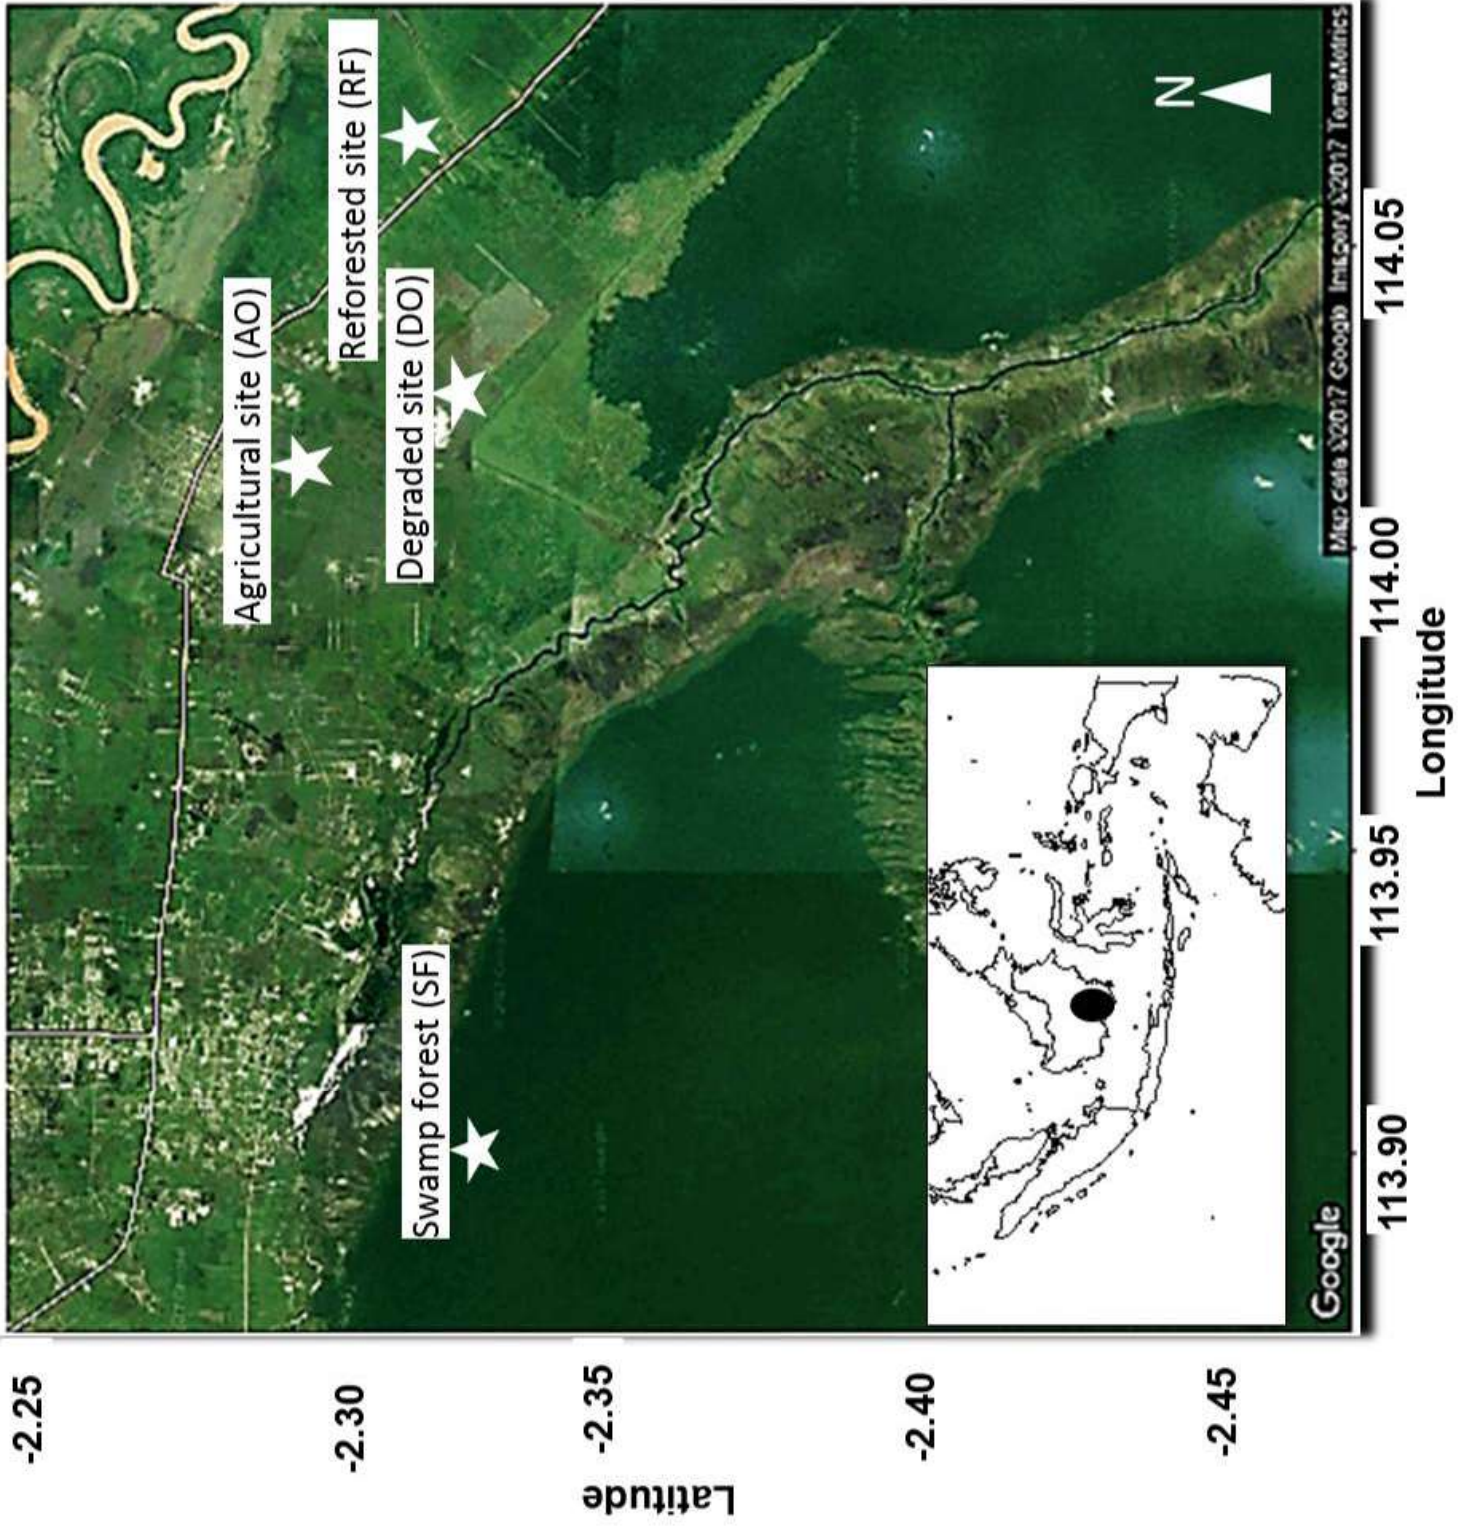 Reforested site (RF)
Agricultural site (AO)
Degraded site (DO)
Swamp forest (SF)
N
Google
Map data ©2017 Google Imagery ©2017 TerraMetrics
-2.25
-2.30
-2.35
-2.40
-2.45
Latitude
113.90
113.95
114.00
114.05
Longitude